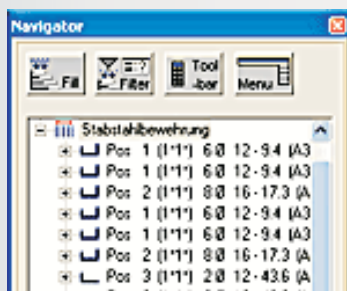 Navigator
Fill
Filter
Tool
-bar
Menu
Stabstahlbewehrung
Pos 1 (1*1*) 6Ø 12 - 9.4 (A3
Pos 1 (1*1*) 6Ø 12 - 9.4 (A3
Pos 2 (1*1*) 8Ø 16 - 17.3 (A
Pos 1 (1*1*) 6Ø 12 - 9.4 (A3
Pos 1 (1*1*) 6Ø 12 - 9.4 (A3
Pos 2 (1*1*) 8Ø 16 - 17.3 (A
Pos 3 (1*1*) 2Ø 12 - 43.6 (A